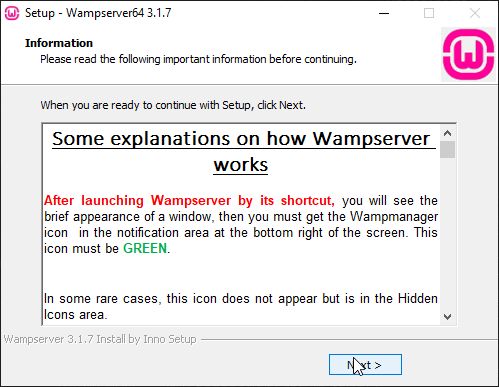 Setup - Wampserver64 3.1.7
Information
Please read the following important information before continuing.
When you are ready to continue with Setup, click Next.
Some explanations on how Wampserver
works
After launching Wampserver by its shortcut, you will see the
brief appearance of a window, then you must get the Wampmanager
icon in the notification area at the bottom right of the screen. This
icon must be GREEN.
In some rare cases, this icon does not appear but is in the Hidden
Icons area.
Wampserver 3.1.7 Install by Inno Setup
Next >